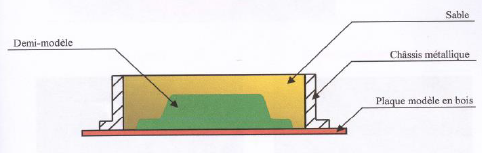 Sable
Demi-modèle
Châssis métallique
Plaque modèle en bois